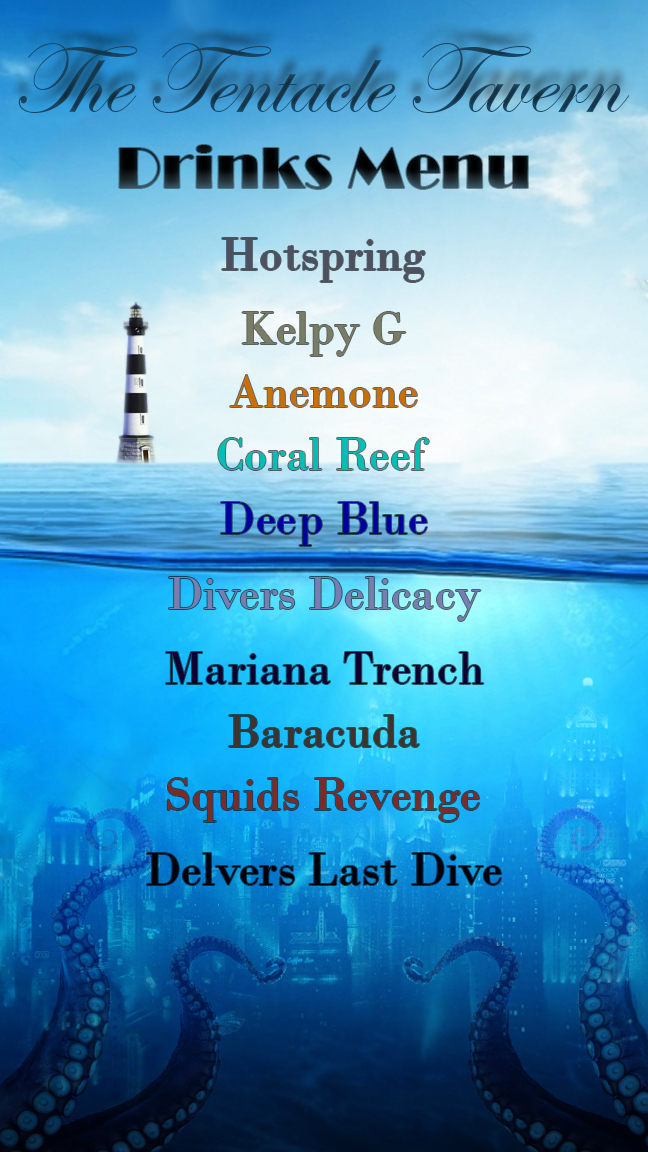 The Tentacle Tavern
Drinks Menu
Hotspring
Kelpy G
Anemone
Coral Reef
Deep Blue
Divers Delicacy
Mariana Trench
Baracuda
Squids Revenge
Delvers Last Dive